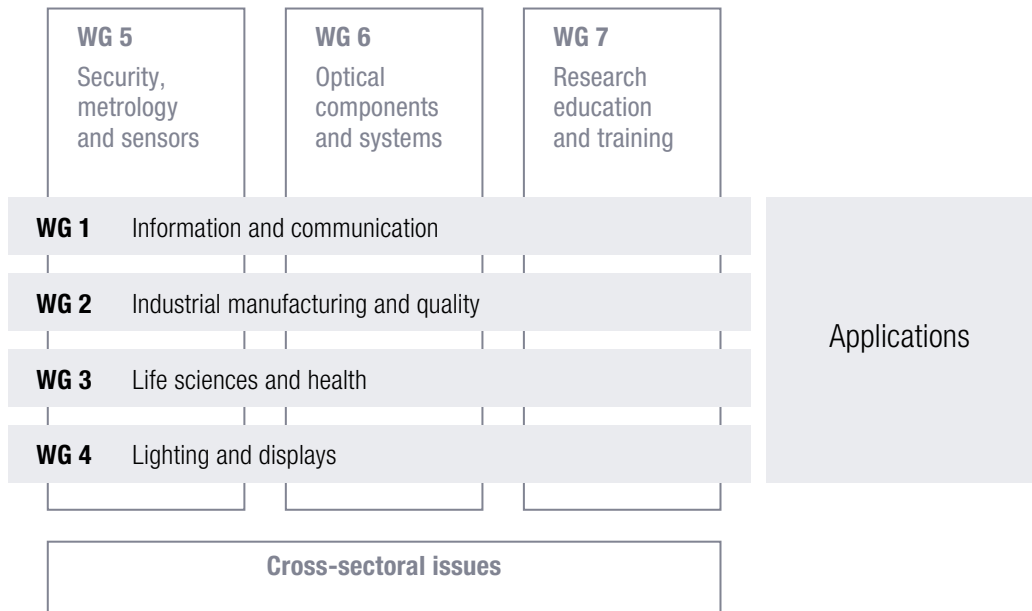 WG 5
Security,
metrology
and sensors
WG 6
Optical
components
and systems
WG 7
Research
education
and training
WG 1 Information and communication
WG 2 Industrial manufacturing and quality
WG 3 Life sciences and health
WG 4 Lighting and displays
Applications
Cross-sectoral issues